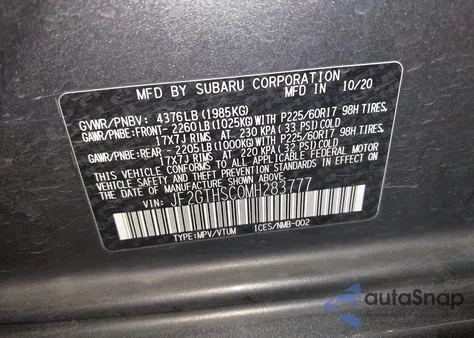 MFD BY SUBARU CORPORATION IN 10/20
GVWR/PNBV: 4376LB (1985KG)
GAWR/PNBE: FRONT- 2260LB (1025KG) WITH P225/60R17 98H TIRES,
17X7J RIMS, AT 230 KPA (33 PSI) COLD
GAWR/PNBE: REAR- 2205LB (1000KG) WITH P225/60R17 98H TIRES,
17X7J RIMS, AT 220 KPA (32 PSI) COLD
THIS VEHICLE CONFORMS TO ALL APPLICABLE FEDERAL MOTOR
VEHICLE SAFETY AND THEFT PREVENTION STANDARDS IN EFFECT
ON THE DATE OF MANUFACTURE SHOWN ABOVE.
VIN: JF2GTHSC0MH283777
TYPE:MPV/VTUM ICES/NMB-002
autoSnap